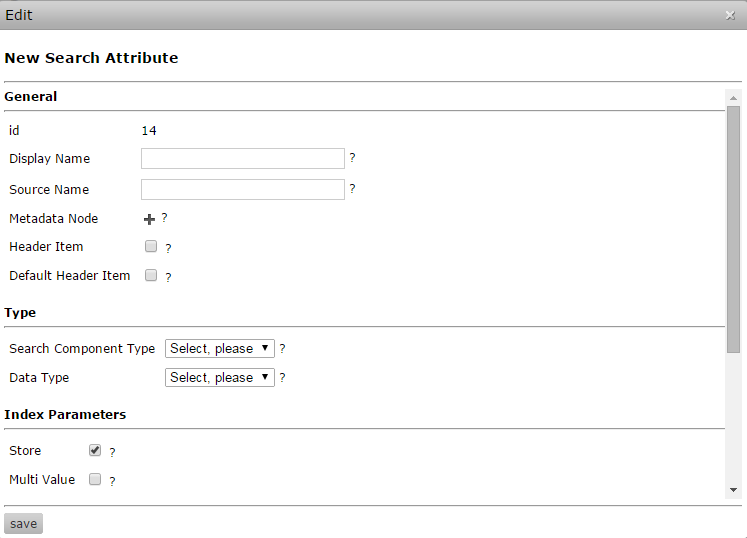 Edit
New Search Attribute
General
id 14
Display Name ?
Source Name ?
Metadata Node ?
Header Item ?
Default Header Item ?
Type
Search Component Type Select, please ?
Data Type Select, please ?
Index Parameters
Store ?
Multi Value ?
save